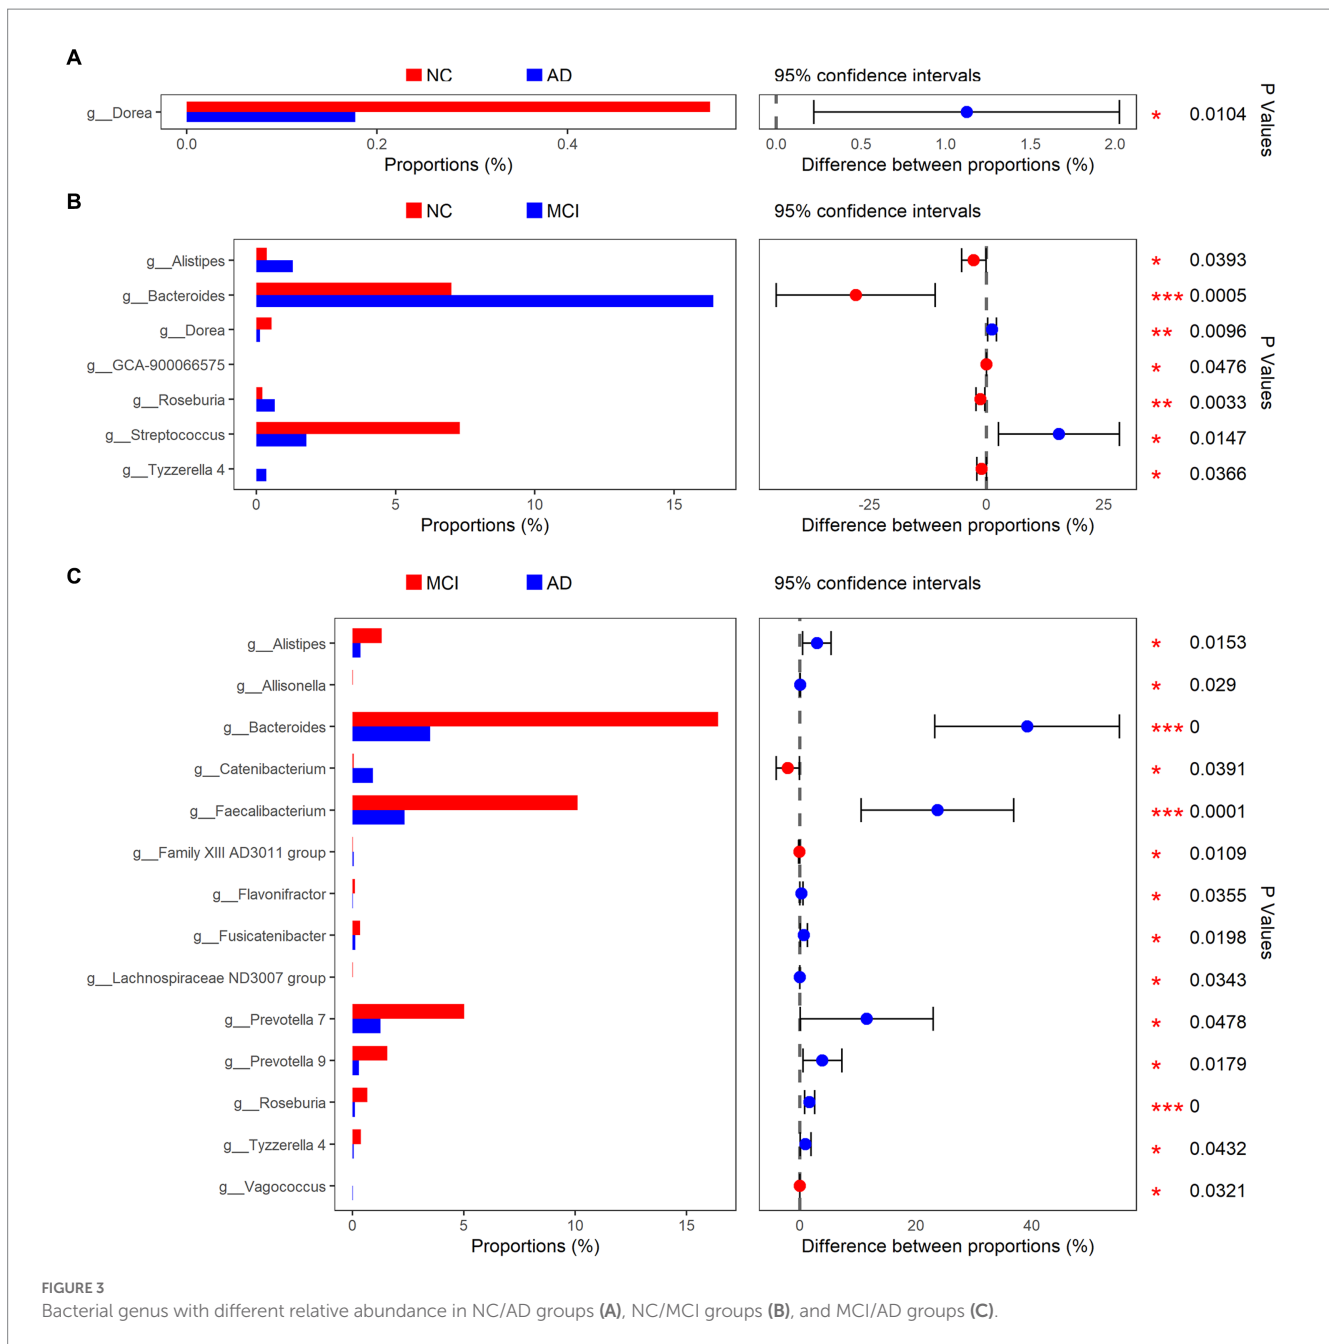 A
NC AD 95% confidence intervals
g__Dorea
* 0.0104
0.0 0.2 0.4
0.0 0.5 1.0 1.5 2.0
Proportions (%)
Difference between proportions (%)
P Values
B
NC MCI 95% confidence intervals
g__Alistipes * 0.0393
g__Bacteroides *** 0.0005
g__Dorea ** 0.0096
g__GCA-900066575 * 0.0476
g__Roseburia ** 0.0033
g__Streptococcus * 0.0147
g__Tyzzerella 4 * 0.0366
0 5 10 15
-25 0 25
Proportions (%)
Difference between proportions (%)
P Values
C
MCI AD 95% confidence intervals
g__Alistipes * 0.0153
g__Allisonella * 0.029
g__Bacteroides *** 0
g__Catenibacterium * 0.0391
g__Faecalibacterium *** 0.0001
g__Family XIII AD3011 group * 0.0109
g__Flavonifractor * 0.0355
g__Fusicatenibacter * 0.0198
g__Lachnospiraceae ND3007 group * 0.0343
g__Prevotella 7 * 0.0478
g__Prevotella 9 * 0.0179
g__Roseburia *** 0
g__Tyzzerella 4 * 0.0432
g__Vagococcus * 0.0321
0 5 10 15
0 20 40
Proportions (%)
Difference between proportions (%)
P Values
FIGURE 3
Bacterial genus with different relative abundance in NC/AD groups (A), NC/MCI groups (B), and MCI/AD groups (C).